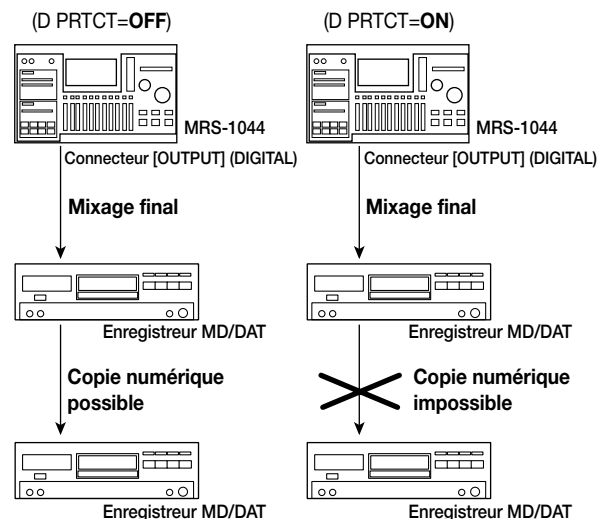 (D PRTCT=OFF)
MRS-1044
Connecteur [OUTPUT] (DIGITAL)
Mixage final
Enregistreur MD/DAT
Copie numérique
possible
Enregistreur MD/DAT
(D PRTCT=ON)
MRS-1044
Connecteur [OUTPUT] (DIGITAL)
Mixage final
Enregistreur MD/DAT
Copie numérique
impossible
Enregistreur MD/DAT